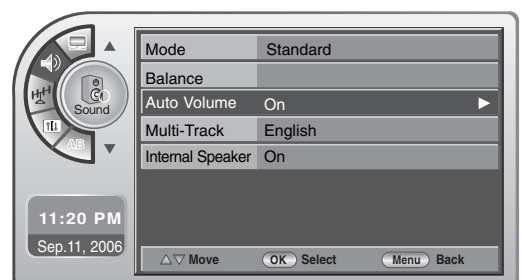 Sound
AB
11:20 PM
Sep.11, 2006
Mode Standard
Balance
Auto Volume On
Multi-Track English
Internal Speaker On
Move OK Select Menu Back